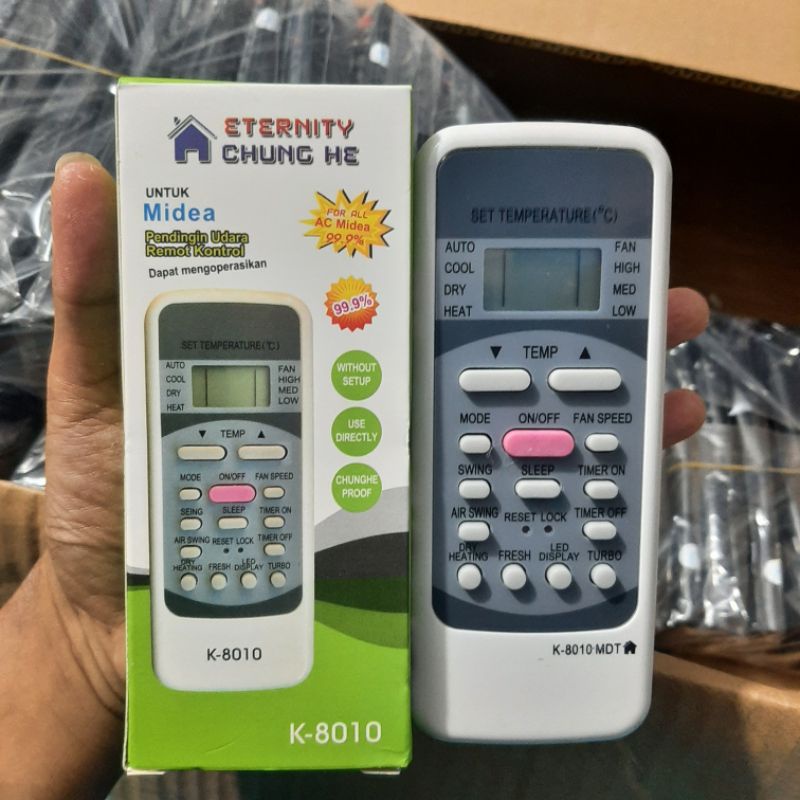 ETERNITY
CHUNG HE
UNTUK
Midea
Pendingin Udara
Remot Kontrol
Dapat mengoperasikan
FOR ALL
AC Midea
99.9%
99.9%
WITHOUT
SETUP
USE
DIRECTLY
CHUNGHE
PROOF
SET TEMPERATURE(°C)
AUTO
COOL
DRY
HEAT
FAN
HIGH
MED
LOW
▼ TEMP ▲
MODE ON/OFF FAN SPEED
SEING SLEEP TIMER ON
AIR SWING RESET LOCK TIMER OFF
DRY
HEATING
FRESH
LED
DISPLAY
TURBO
K-8010
K-8010
SET TEMPERATURE(°C)
AUTO
COOL
DRY
HEAT
FAN
HIGH
MED
LOW
▼ TEMP ▲
MODE ON/OFF FAN SPEED
SWING SLEEP TIMER ON
AIR SWING RESET LOCK TIMER OFF
DRY
HEATING
FRESH
LED
DISPLAY
TURBO
K-8010 MDT